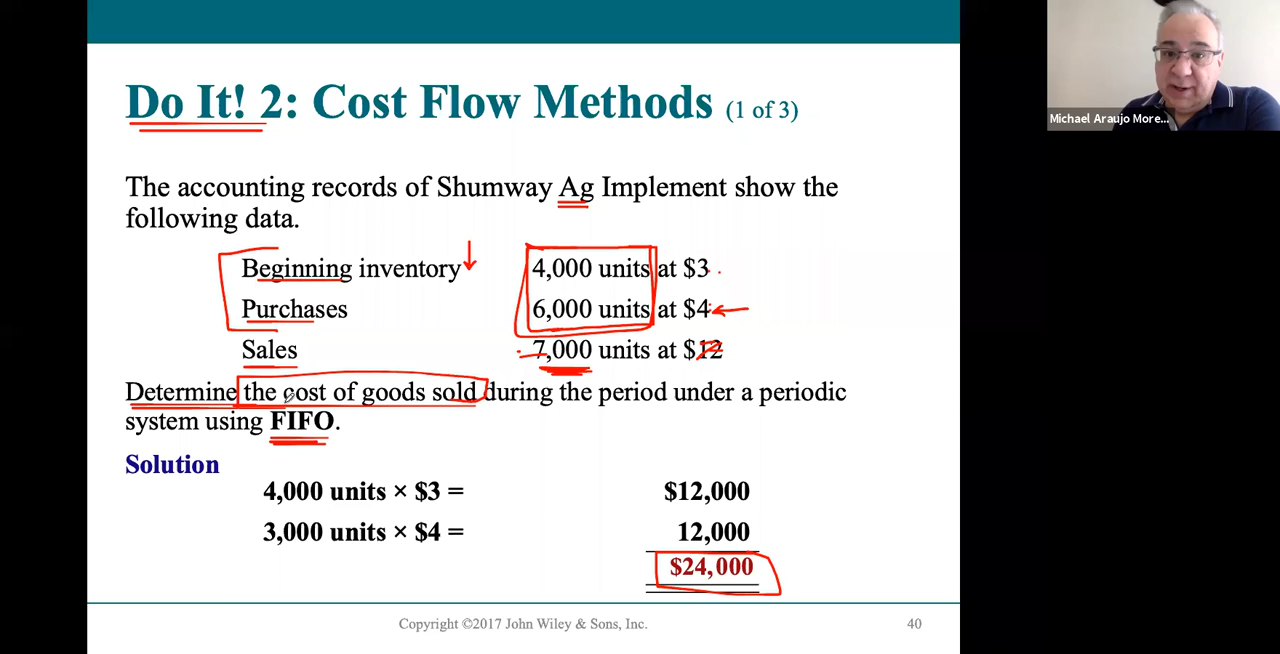 Do It! 2: Cost Flow Methods (1 of 3)
Michael Araujo More...
The accounting records of Shumway Ag Implement show the
following data.
Beginning inventory 4,000 units at $3
Purchases 6,000 units at $4
Sales 7,000 units at $12
Determine the cost of goods sold during the period under a periodic
system using FIFO.
Solution
4,000 units × $3 = $12,000
3,000 units × $4 = 12,000
$24,000
Copyright ©2017 John Wiley & Sons, Inc. 40